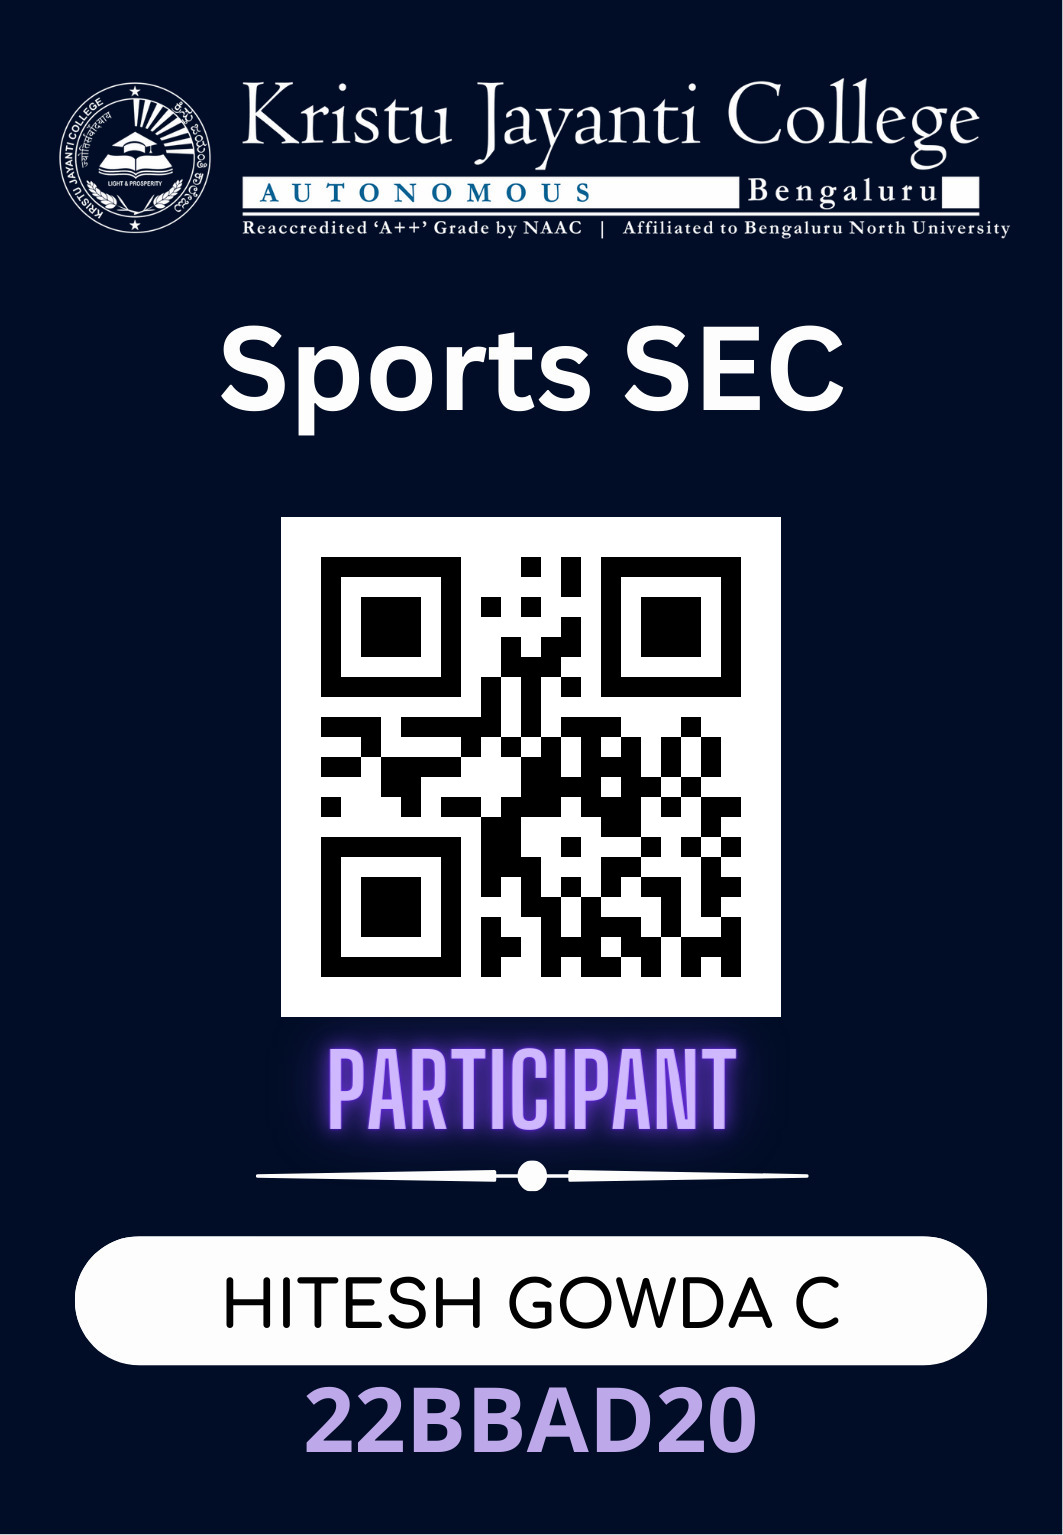 KRISTU JAYANTI COLLEGE
ಕ್ರಿಸ್ತು ಜಯಂತಿ ಕಾಲೇಜು
LIGHT & PROSPERITY
Kristu Jayanti College
AUTONOMOUS Bengaluru
Reaccredited ‘A++’ Grade by NAAC | Affiliated to Bengaluru North University
Sports SEC
PARTICIPANT
HITESH GOWDA C
22BBAD20